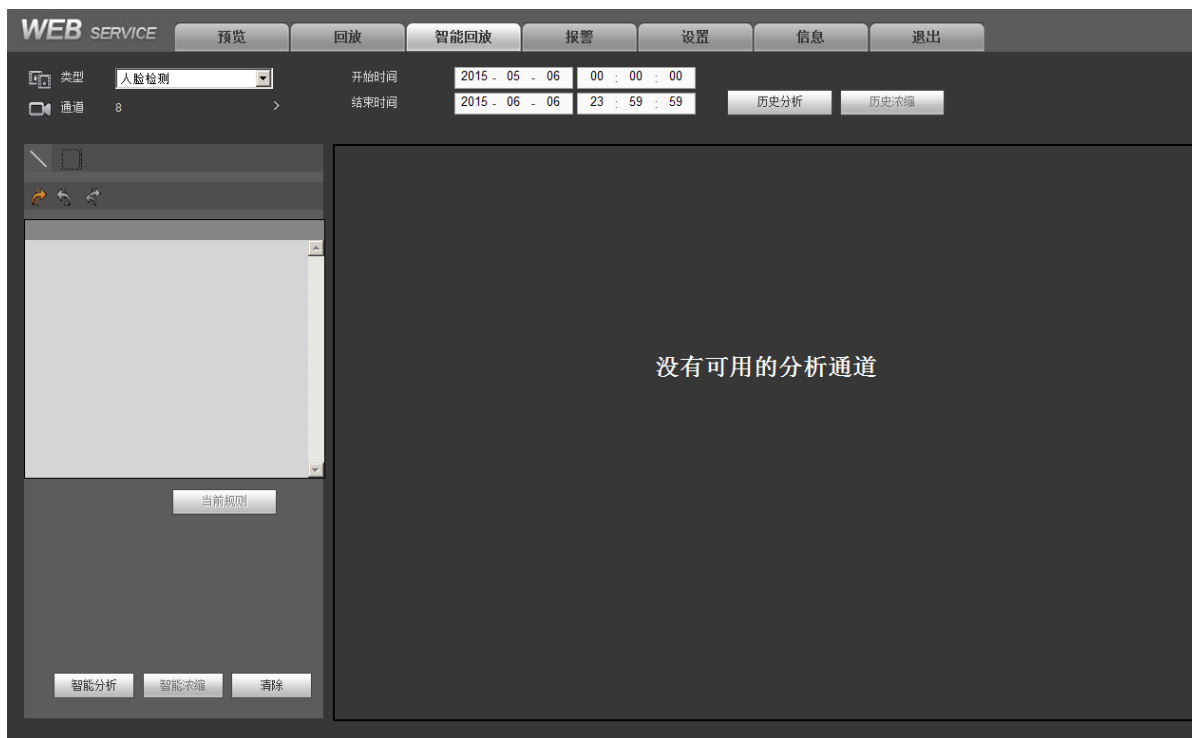 WEB SERVICE 预览 回放 智能回放 报警 设置 信息 退出
类型 人脸检测 开始时间 2015 - 05 - 06 00 : 00 : 00
通道 8 > 结束时间 2015 - 06 - 06 23 : 59 : 59 历史分析 历史浓缩
没有可用的分析通道
当前规则
智能分析 智能浓缩 清除